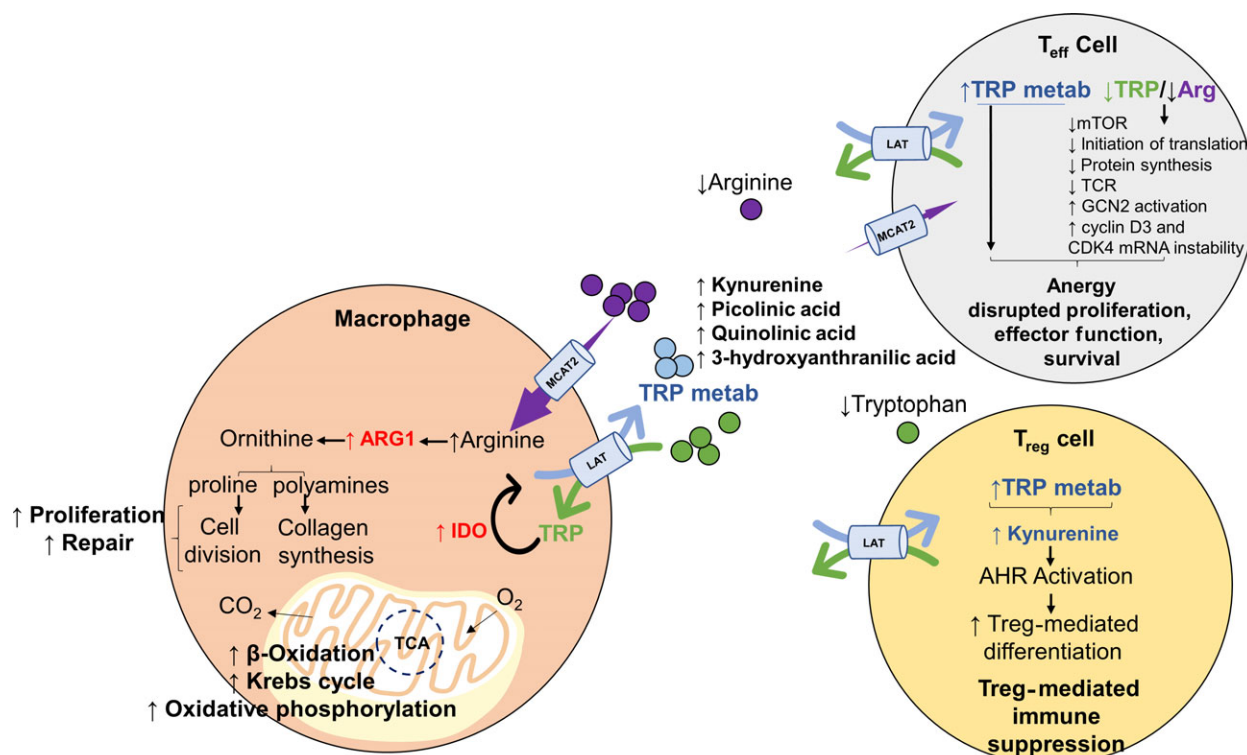 T_eff Cell
↑TRP metab ↓TRP/↓Arg
↓mTOR
↓ Initiation of translation
↓ Protein synthesis
↓ TCR
↑ GCN2 activation
↑ cyclin D3 and
CDK4 mRNA instability
Anergy
disrupted proliferation,
effector function,
survival
LAT
MCAT2
↓Arginine
↑ Kynurenine
↑ Picolinic acid
↑ Quinolinic acid
↑ 3-hydroxyanthranilic acid
TRP metab
↓Tryptophan
Macrophage
MCAT2
Ornithine ↑ ARG1 ↑Arginine
LAT
proline polyamines
↑ Proliferation
↑ Repair
Cell
division
Collagen
synthesis
↑ IDO
TRP
CO₂
O₂
TCA
↑ β-Oxidation
↑ Krebs cycle
↑ Oxidative phosphorylation
T_reg cell
↑TRP metab
LAT
↑ Kynurenine
AHR Activation
↑ Treg-mediated
differentiation
Treg-mediated
immune
suppression